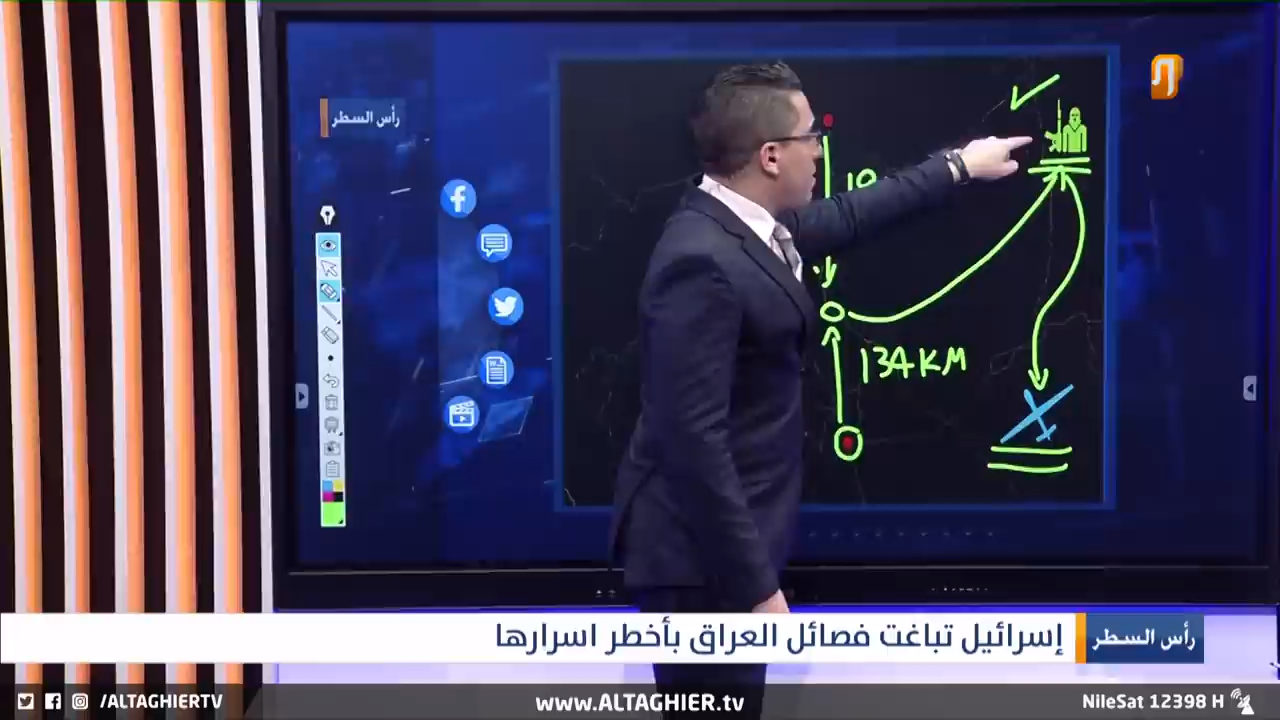 رأس السطر
134KM
إسرائيل تباغت فصائل العراق بأخطر اسرارها
رأس السطر
/ALTAGHIERTV
www.ALTAGHIER.tv
NileSat 12398 H